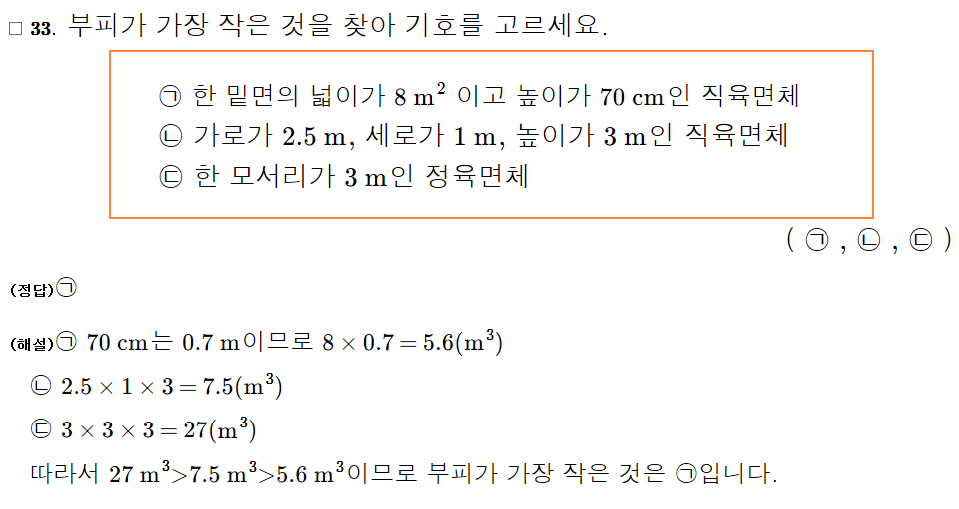 □ 33. 부피가 가장 작은 것을 찾아 기호를 고르세요.
㉠ 한 밑면의 넓이가 8 m² 이고 높이가 70 cm인 직육면체
㉡ 가로가 2.5 m, 세로가 1 m, 높이가 3 m인 직육면체
㉢ 한 모서리가 3 m인 정육면체
( ㉠ , ㉡ , ㉢ )
(정답)㉠
(해설)㉠ 70 cm는 0.7 m이므로 8 × 0.7 = 5.6(m³)
㉡ 2.5 × 1 × 3 = 7.5(m³)
㉢ 3 × 3 × 3 = 27(m³)
따라서 27 m³>7.5 m³>5.6 m³이므로 부피가 가장 작은 것은 ㉠입니다.